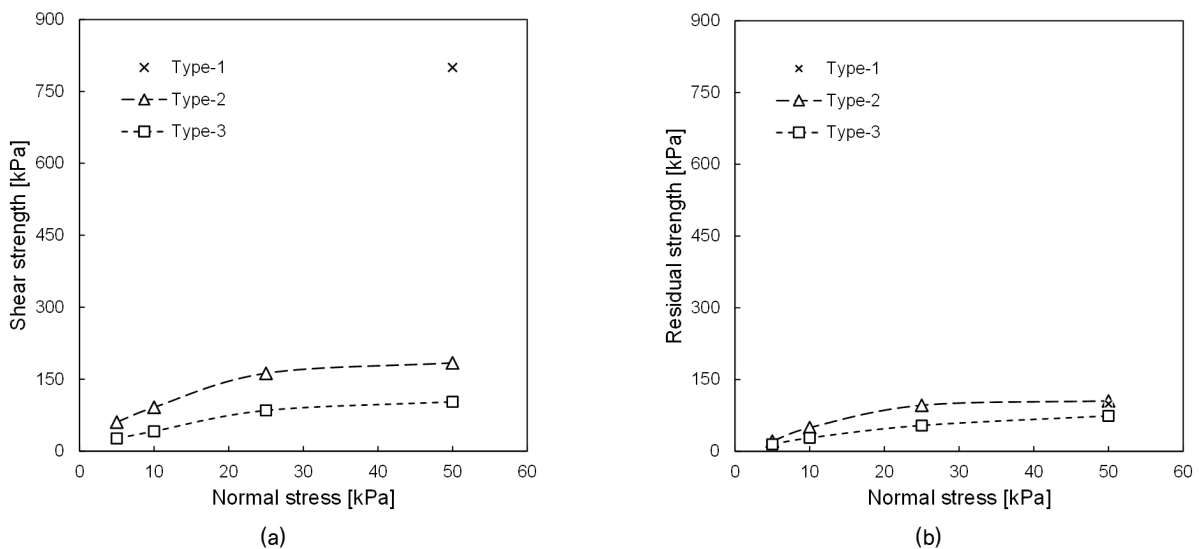 900
750
600
450
300
150
0
Shear strength [kPa]
Type-1
Type-2
Type-3
0 10 20 30 40 50 60
Normal stress [kPa]
(a)
900
750
600
450
300
150
0
Residual strength [kPa]
Type-1
Type-2
Type-3
0 10 20 30 40 50 60
Normal stress [kPa]
(b)